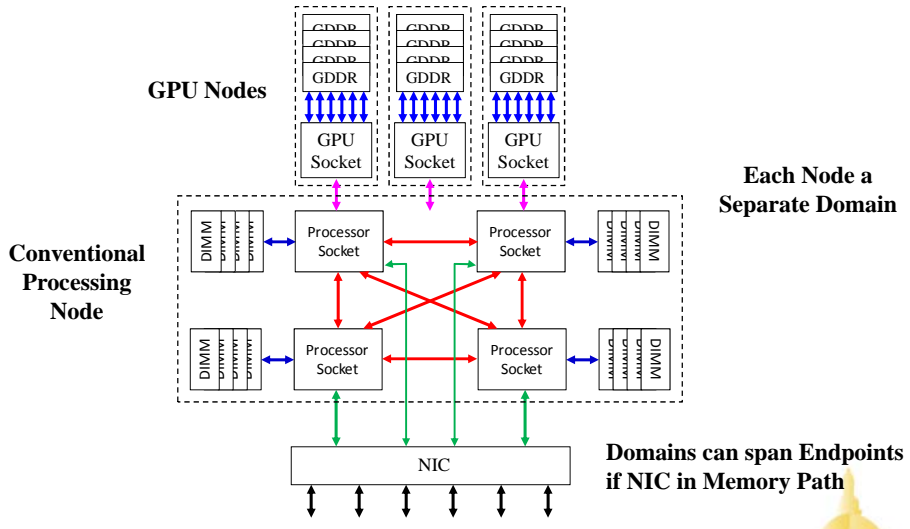 GDDR
GDDR
GDDR
GDDR
GDDR
GDDR
GDDR
GDDR
GDDR
GDDR
GDDR
GDDR
GPU Nodes
GPU
Socket
GPU
Socket
GPU
Socket
Each Node a
Separate Domain
DIMM
DIMM
DIMM
DIMM
Processor
Socket
Processor
Socket
DIMM
DIMM
DIMM
DIMM
Conventional
Processing
Node
DIMM
DIMM
DIMM
DIMM
Processor
Socket
Processor
Socket
DIMM
DIMM
DIMM
DIMM
NIC
Domains can span Endpoints
if NIC in Memory Path